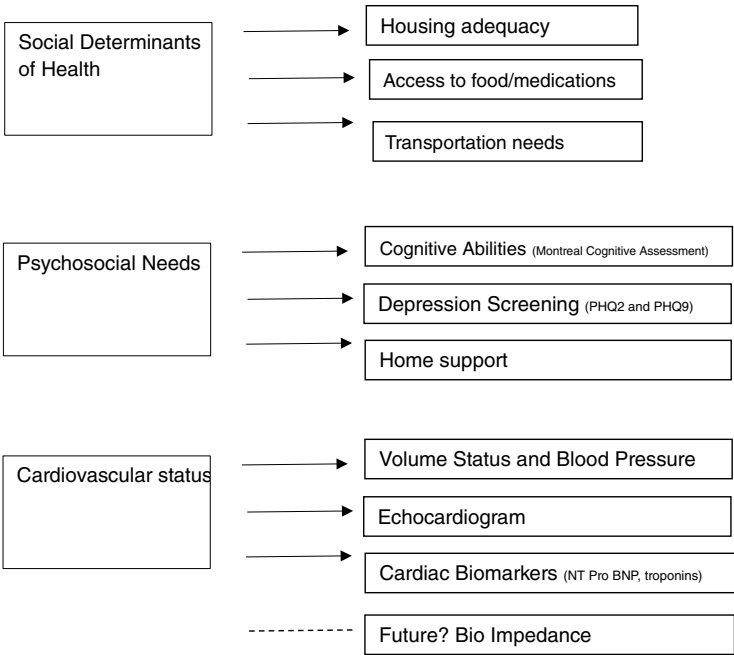 Social Determinants
of Health
Housing adequacy
Access to food/medications
Transportation needs
Psychosocial Needs
Cognitive Abilities (Montreal Cognitive Assessment)
Depression Screening (PHQ2 and PHQ9)
Home support
Cardiovascular status
Volume Status and Blood Pressure
Echocardiogram
Cardiac Biomarkers (NT Pro BNP, troponins)
Future? Bio Impedance